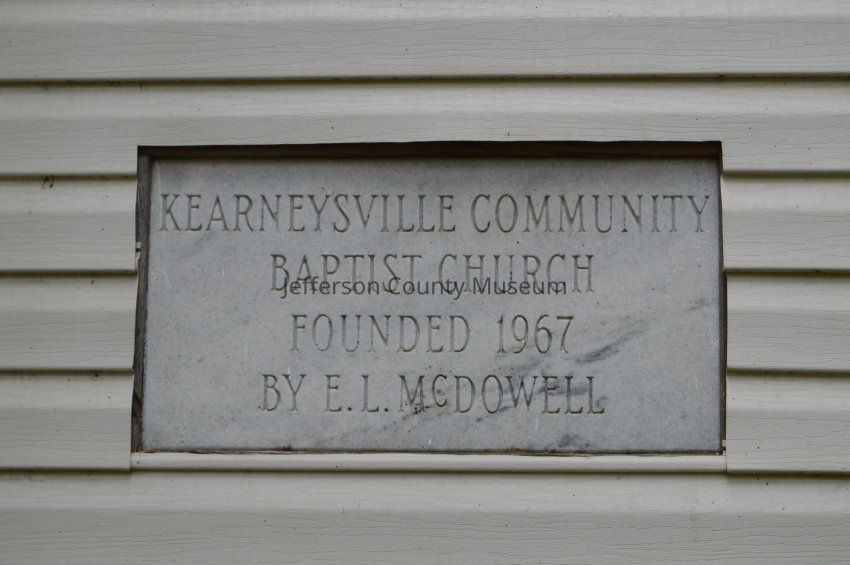 KEARNEYSVILLE COMMUNITY
BAPTIST CHURCH
Jefferson County Museum
FOUNDED 1967
BY E. L. McDOWELL